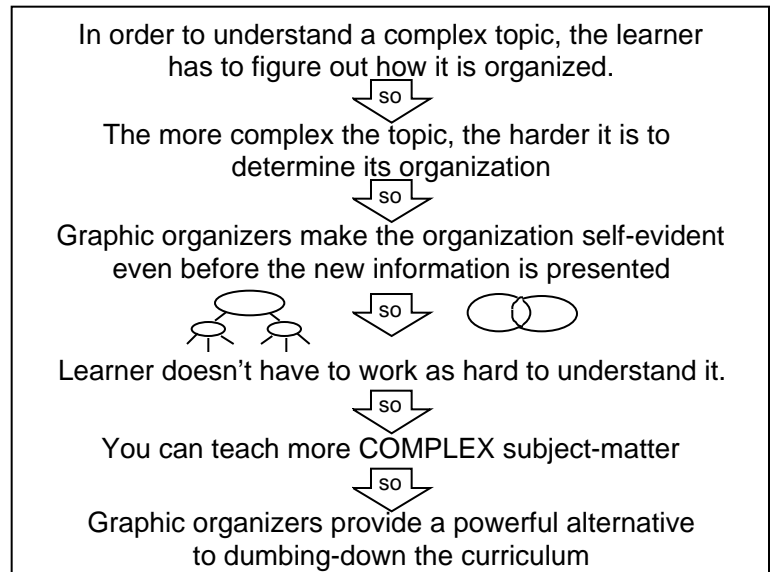 In order to understand a complex topic, the learner
has to figure out how it is organized.
so
The more complex the topic, the harder it is to
determine its organization
so
Graphic organizers make the organization self-evident
even before the new information is presented
so
Learner doesn’t have to work as hard to understand it.
so
You can teach more COMPLEX subject-matter
so
Graphic organizers provide a powerful alternative
to dumbing-down the curriculum